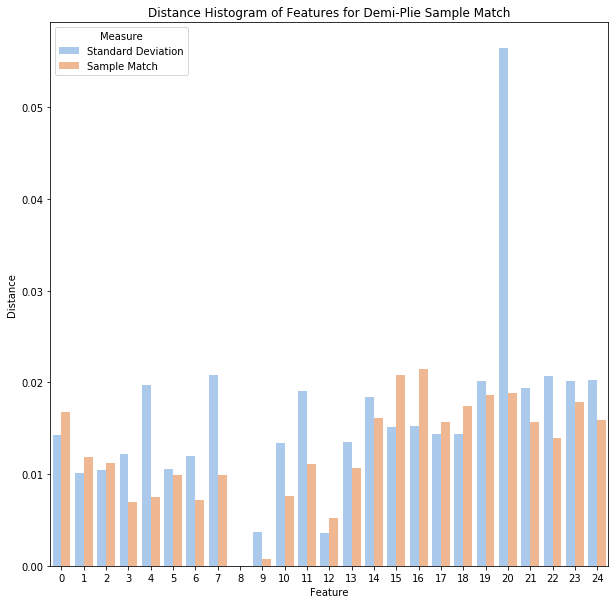 Distance Histogram of Features for Demi-Plie Sample Match
Measure
Standard Deviation
Sample Match
0.05
0.04
0.03
0.02
0.01
0.00
Distance
0 1 2 3 4 5 6 7 8 9 10 11 12 13 14 15 16 17 18 19 20 21 22 23 24
Feature